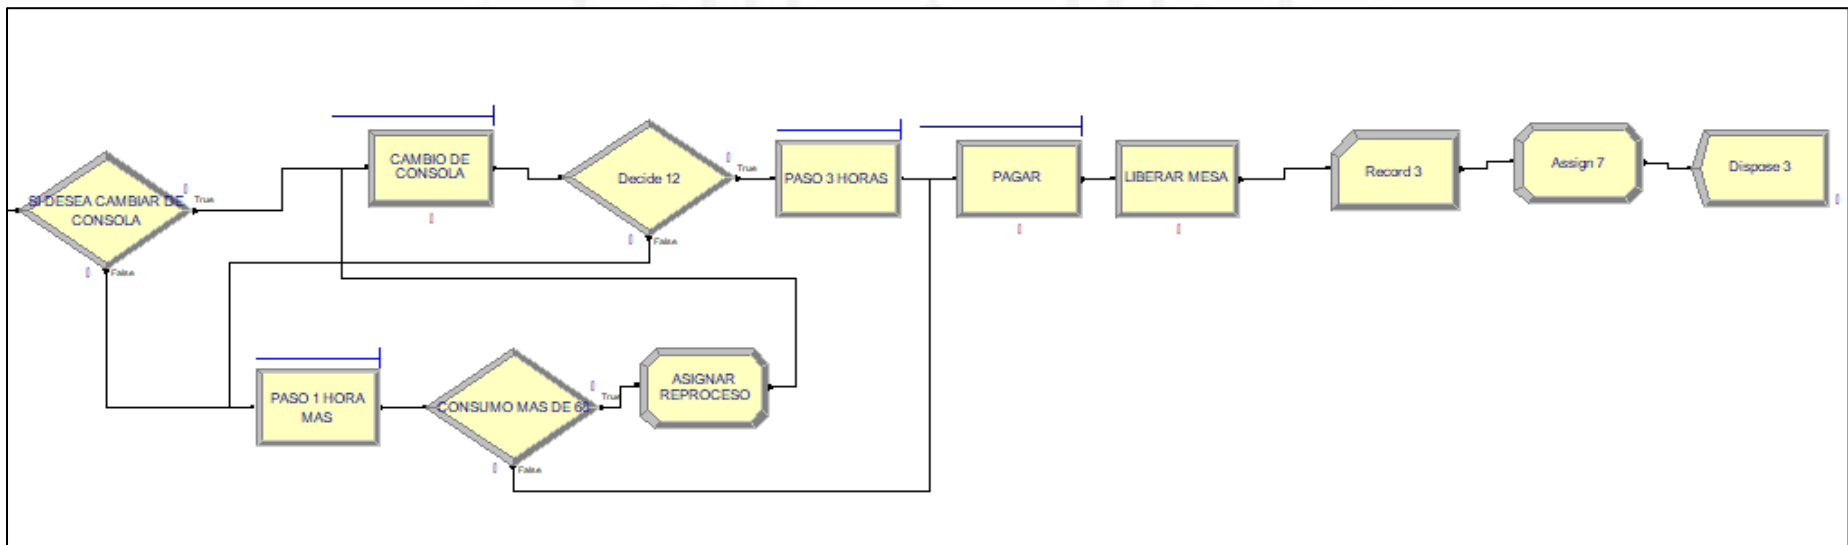 SI DESEA CAMBIAR DE
CONSOLA
True
False
CAMBIO DE
CONSOLA
Decide 12
True
False
PASO 3 HORAS
PAGAR
LIBERAR MESA
Record 3
Assign 7
Dispose 3
PASO 1 HORA
MAS
CONSUMO MAS DE
True
False
ASIGNAR
REPROCESO